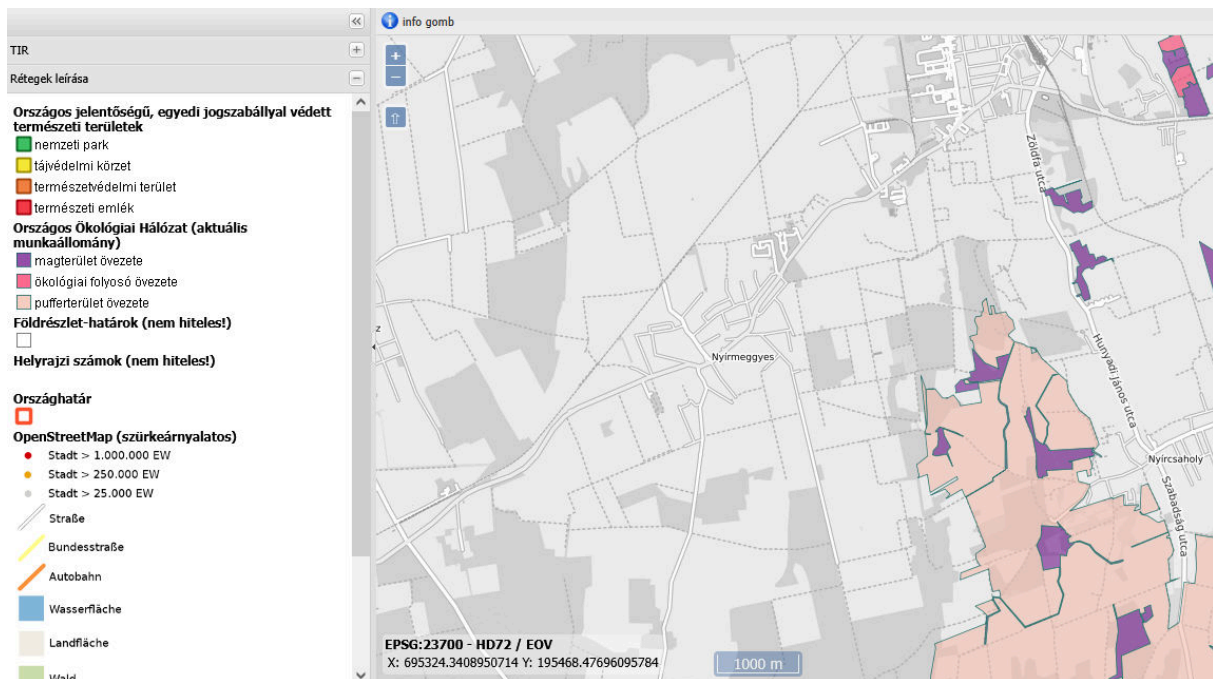 info gomb
TIR
Rétegek leírása
Országos jelentőségű, egyedi jogszabállyal védett
természeti területek
nemzeti park
tájvédelmi körzet
természetvédelmi terület
természeti emlék
Országos Ökológiai Hálózat (aktuális
munkaállomány)
magterület övezete
ökológiai folyosó övezete
pufferterület övezete
Földrészlet-határok (nem hiteles!)
Helyrajzi számok (nem hiteles!)
Országhatár
OpenStreetMap (szürkeárnyalatos)
Stadt > 1.000.000 EW
Stadt > 250.000 EW
Stadt > 25.000 EW
Straße
Bundesstraße
Autobahn
Wasserfläche
Landfläche
Wald
Zöldfa utca
Nyírmeggyes
Hunyadi János utca
Nyírcsaholy
Szabadság utca
z
EPSG:23700 - HD72 / EOV
X: 695324.3408950714 Y: 195468.47696095784
1000 m